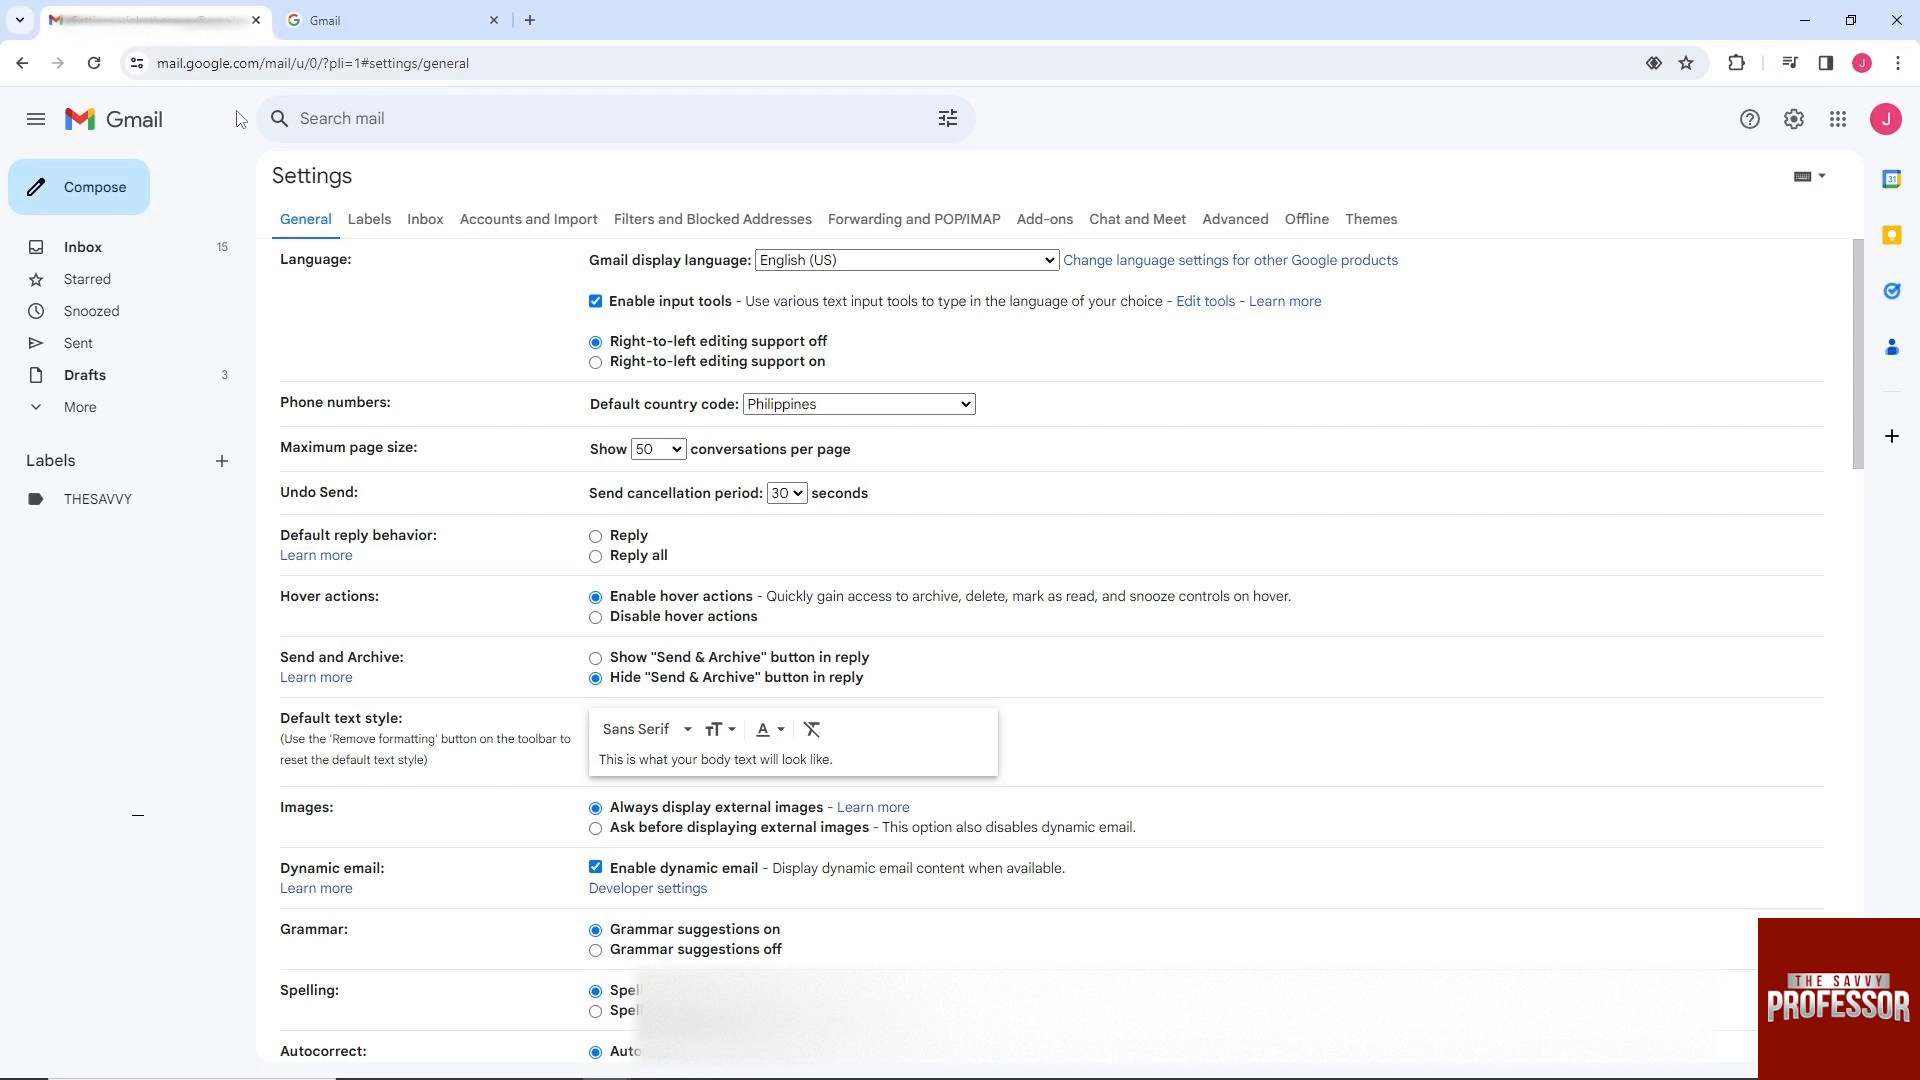 Gmail
mail.google.com/mail/u/0/?pli=1#settings/general
J
Gmail
Search mail
J
Compose
Settings
General Labels Inbox Accounts and Import Filters and Blocked Addresses Forwarding and POP/IMAP Add-ons Chat and Meet Advanced Offline Themes
Inbox 15
Starred
Snoozed
Sent
Drafts 3
More
Labels
THESAVVY
31
Language: Gmail display language: English (US) Change language settings for other Google products
Enable input tools - Use various text input tools to type in the language of your choice - Edit tools - Learn more
Right-to-left editing support off
Right-to-left editing support on
Phone numbers: Default country code: Philippines
Maximum page size: Show 50 conversations per page
Undo Send: Send cancellation period: 30 seconds
Default reply behavior: Reply
Learn more Reply all
Hover actions: Enable hover actions - Quickly gain access to archive, delete, mark as read, and snooze controls on hover.
Disable hover actions
Send and Archive: Show "Send & Archive" button in reply
Learn more Hide "Send & Archive" button in reply
Default text style:
(Use the 'Remove formatting' button on the toolbar to
reset the default text style)
Sans Serif
This is what your body text will look like.
Images: Always display external images - Learn more
Ask before displaying external images - This option also disables dynamic email.
Dynamic email: Enable dynamic email - Display dynamic email content when available.
Learn more Developer settings
Grammar: Grammar suggestions on
Grammar suggestions off
Spelling: Spel
Spel
Autocorrect: Auto
THE SAVVY
PROFESSOR